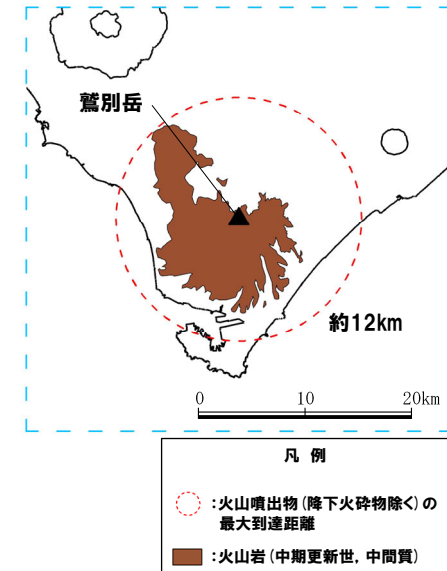 鷲別岳
約12km
0 10 20km
凡 例
:火山噴出物(降下火砕物除く)の
最大到達距離
:火山岩(中期更新世, 中間質)